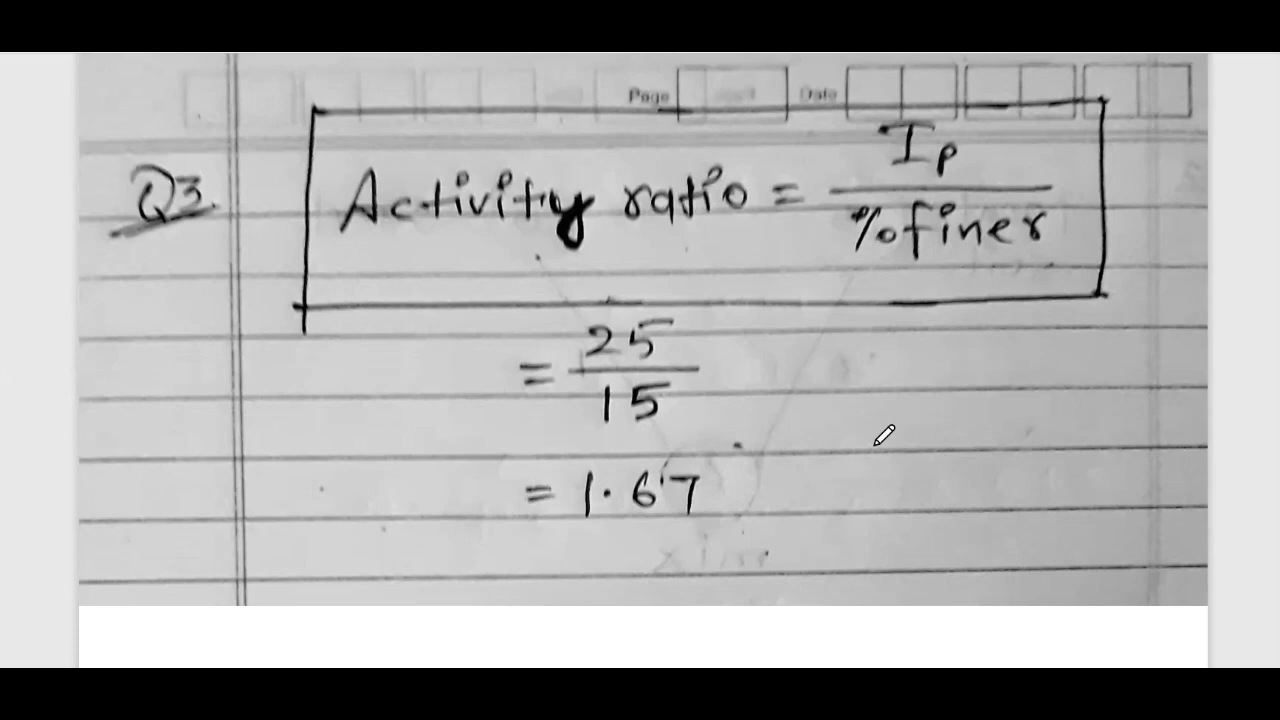 Page Date
Q3. Activity ratio = Ip / % finer
= 25 / 15
= 1.67